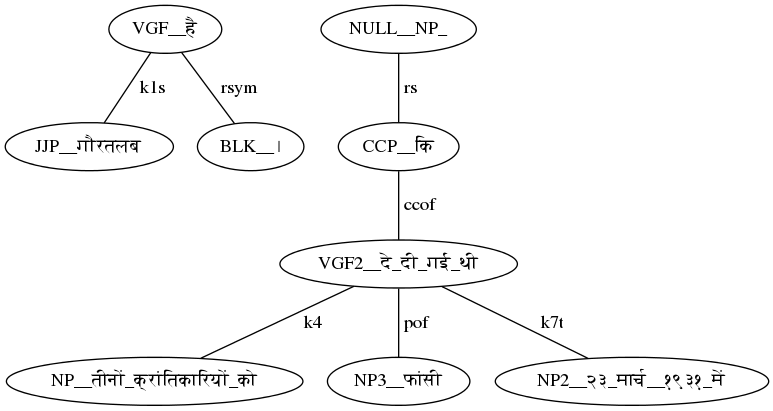 VGF__है NULL__NP_
k1s rsym rs
JJP__गौरतलब BLK__। CCP__कि
ccof
VGF2__दे_दी_गई_थी
k4 pof k7t
NP__तीनों_क्रांतिकारियों_को NP3__फांसी NP2__२३_मार्च__१९३१_में